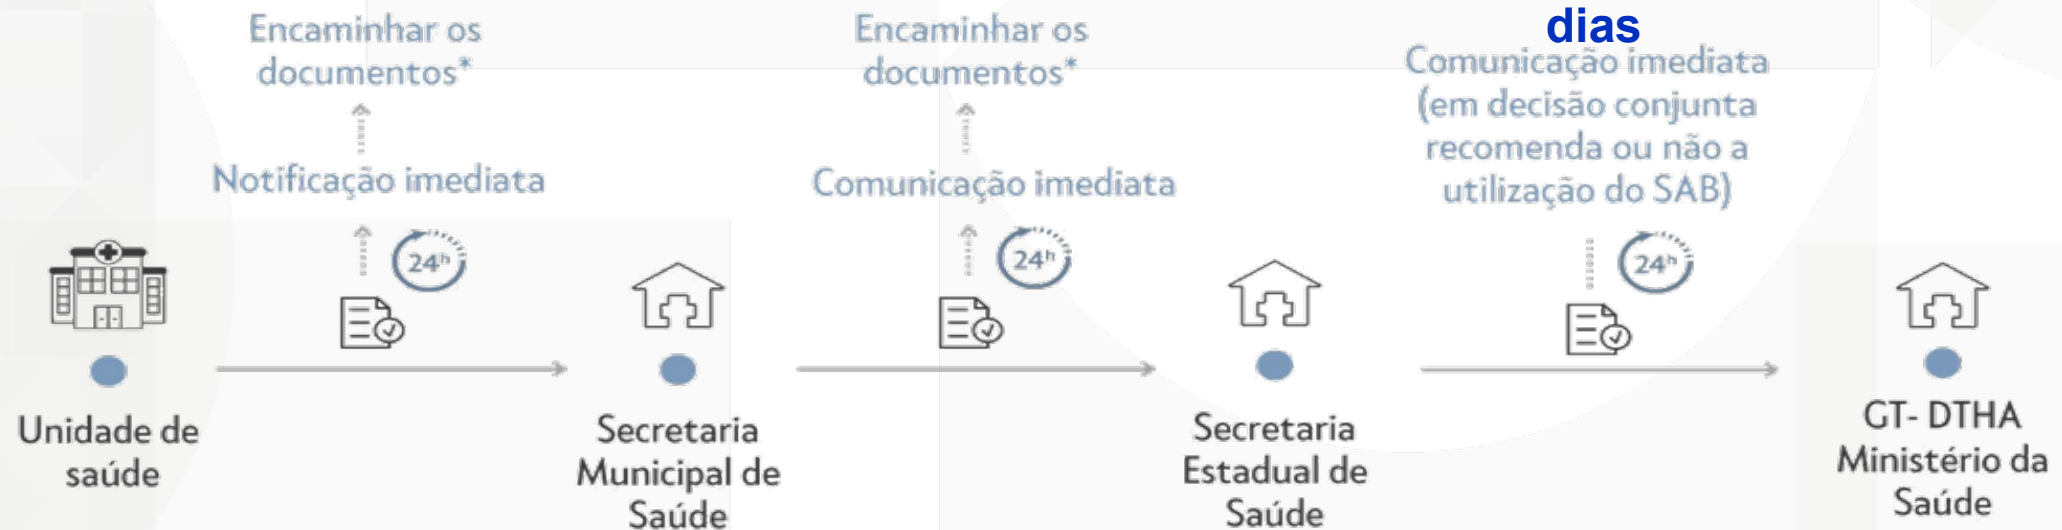 Encaminhar os
documentos*
Notificação imediata
24h
Encaminhar os
documentos*
Comunicação imediata
24h
dias
Comunicação imediata
(em decisão conjunta
recomenda ou não a
utilização do SAB)
24h
Unidade de
saúde
Secretaria
Municipal de
Saúde
Secretaria
Estadual de
Saúde
GT- DTHA
Ministério da
Saúde